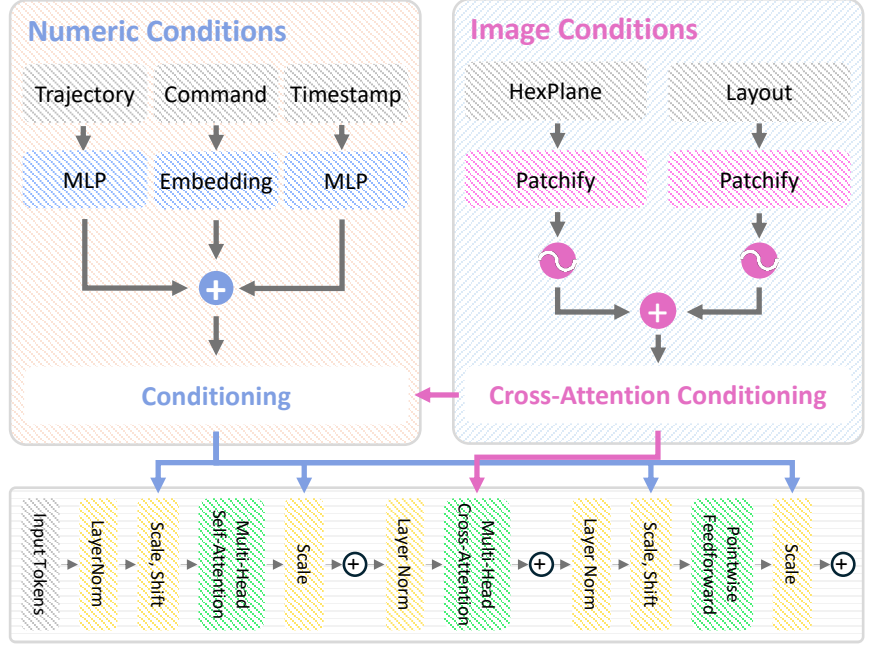 Numeric Conditions
Trajectory
Command
Timestamp
MLP
Embedding
MLP
+
Conditioning
Image Conditions
HexPlane
Layout
Patchify
Patchify
+
Cross-Attention Conditioning
Input Tokens
LayerNorm
Scale, Shift
Multi-Head
Self-Attention
Scale
+
Layer Norm
Multi-Head
Cross-Attention
+
Layer Norm
Scale, Shift
Pointwise
Feedforward
Scale
+